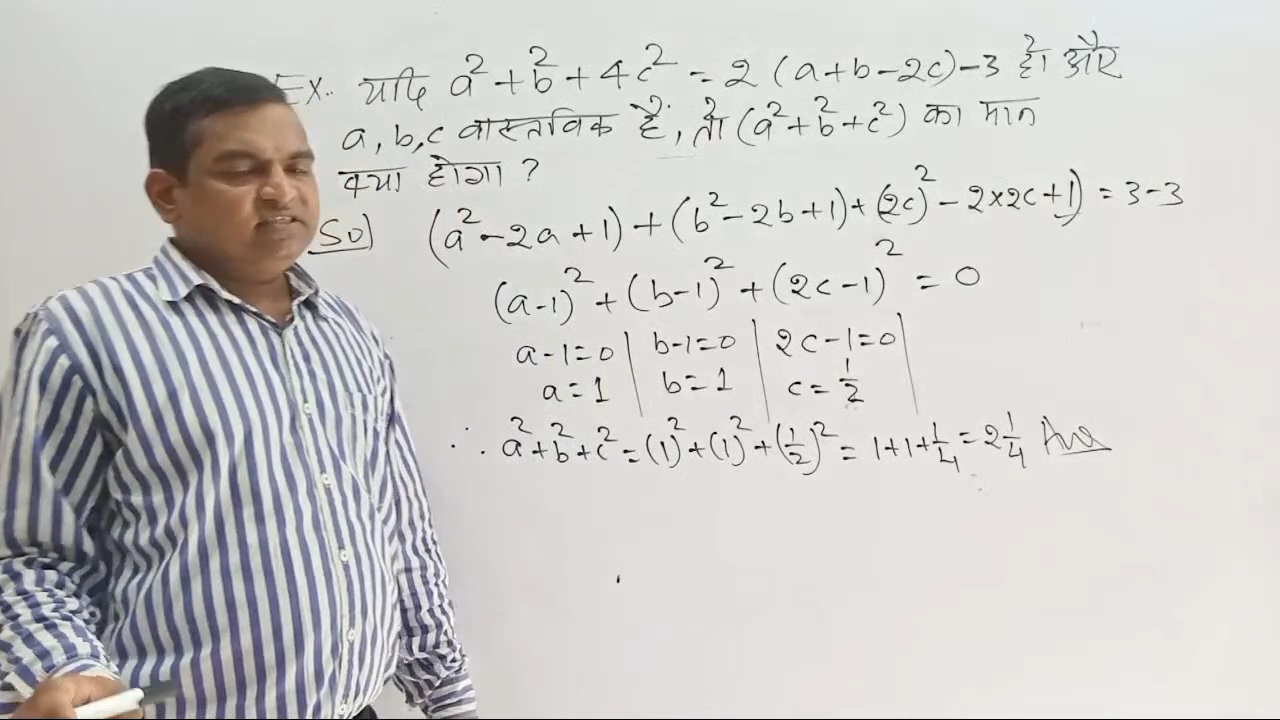 Ex. यदि a² + b² + 4c² = 2 (a+b-2c) -3 हो और
a, b, c वास्तविक हैं, तो (a² + b² + c²) का मान
क्या होगा ?
Sol (a² - 2a + 1) + (b² - 2b + 1) + (2c)² - 2×2c + 1) = 3-3
(a-1)² + (b-1)² + (2c-1)² = 0
a-1=0 | b-1=0 | 2c-1=0 |
a=1 | b=1 | c=1/2 |
∴ a² + b² + c² = (1)² + (1)² + (1/2)² = 1+1+1/4 = 2 1/4 Ans